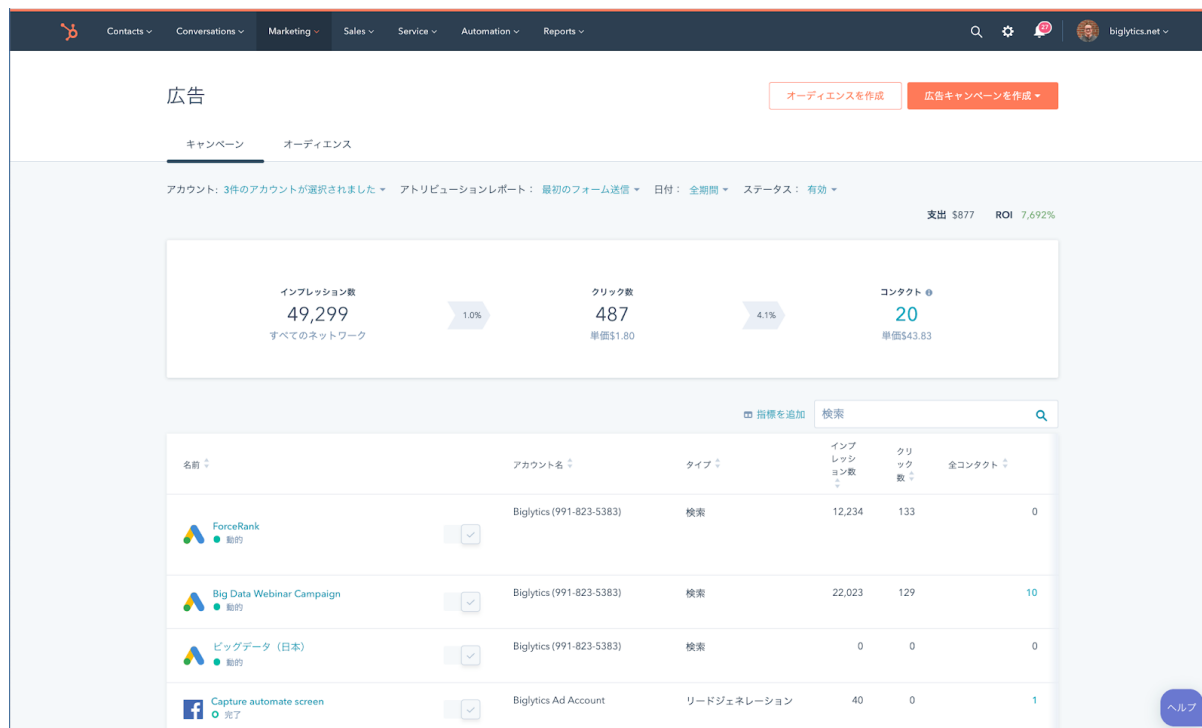 Contacts Conversations Marketing Sales Service Automation Reports 27 biglytics.net
広告 オーディエンスを作成 広告キャンペーンを作成
キャンペーン オーディエンス
アカウント: 3件のアカウントが選択されました アトリビューションレポート： 最初のフォーム送信 日付： 全期間 ステータス： 有効
支出 $877 ROI 7,692%
インプレッション数
49,299
すべてのネットワーク
1.0%
クリック数
487
単価$1.80
4.1%
コンタクト
20
単価$43.83
指標を追加 検索
名前 アカウント名 タイプ
インプ
レッシ
ョン数
クリ
ック
数
全コンタクト
ForceRank
動的
Biglytics (991-823-5383) 検索 12,234 133 0
Big Data Webinar Campaign
動的
Biglytics (991-823-5383) 検索 22,023 129 10
ビッグデータ（日本）
動的
Biglytics (991-823-5383) 検索 0 0 0
Capture automate screen
完了
Biglytics Ad Account リードジェネレーション 40 0 1
ヘルプ